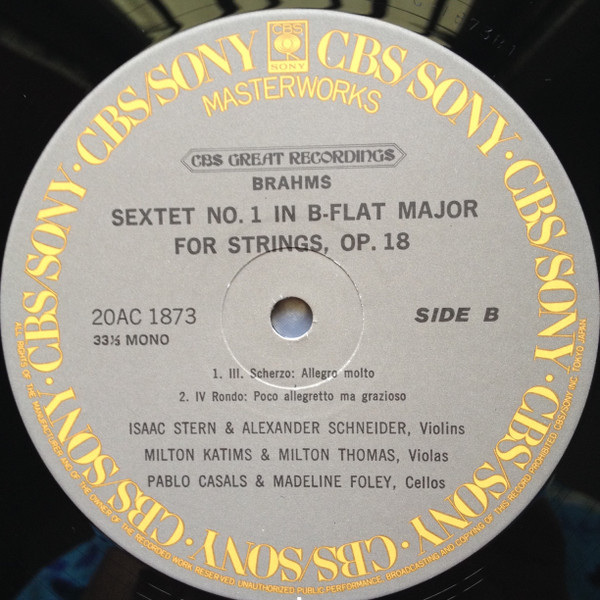 CBS
SONY
CBS/SONY · CBS/SONY · CBS/SONY · CBS/SONY · CBS/SONY · CBS/SONY · CBS/SONY · CBS/SONY
MASTERWORKS
CBS GREAT RECORDINGS
BRAHMS
SEXTET NO. 1 IN B-FLAT MAJOR
FOR STRINGS, OP. 18
20AC 1873
SIDE B
33⅓ MONO
1. III. Scherzo: Allegro molto
2. IV Rondo: Poco allegretto ma grazioso
ISAAC STERN & ALEXANDER SCHNEIDER, Violins
MILTON KATIMS & MILTON THOMAS, Violas
PABLO CASALS & MADELINE FOLEY, Cellos
ALL RIGHTS OF THE MANUFACTURER AND OF THE OWNER OF THE RECORDED WORK RESERVED. UNAUTHORIZED PUBLIC PERFORMANCE, BROADCASTING AND COPYING OF THIS RECORD PROHIBITED. CBS/SONY INC. TOKYO JAPAN